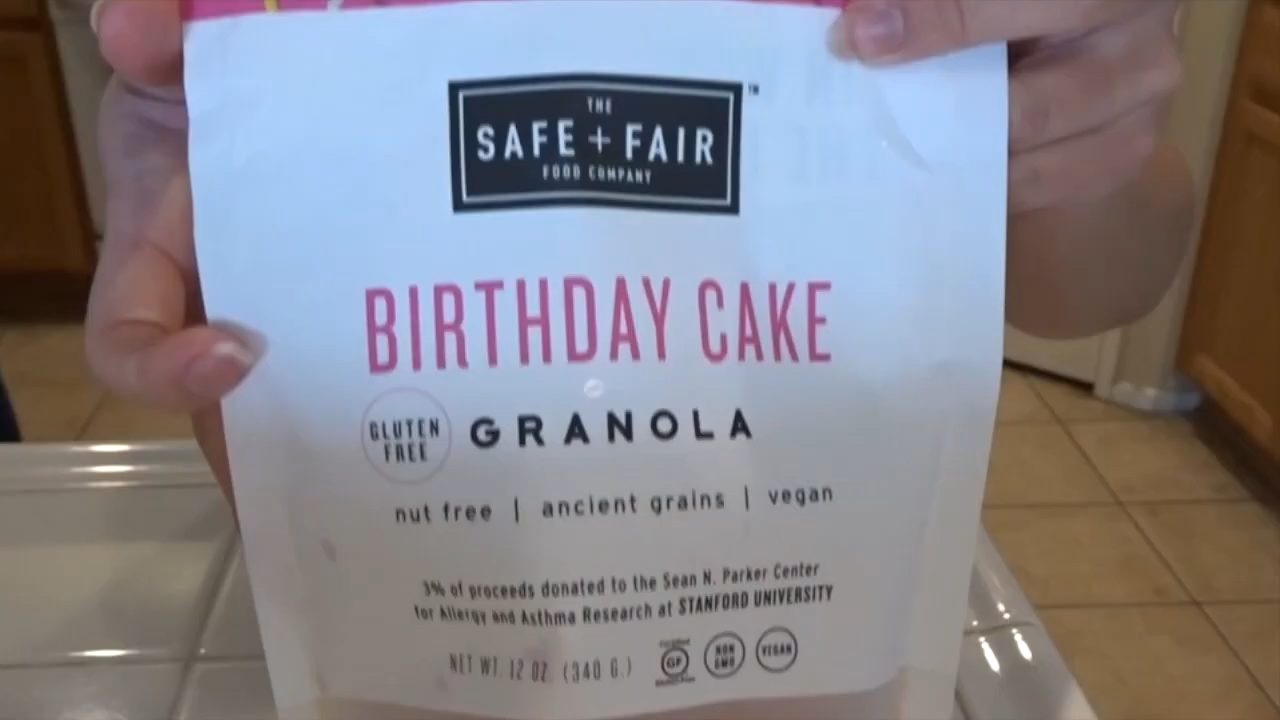 THE
SAFE + FAIR
FOOD COMPANY
TM
BIRTHDAY CAKE
GLUTEN
FREE
GRANOLA
nut free | ancient grains | vegan
3% of proceeds donated to the Sean N. Parker Center
for Allergy and Asthma Research at STANFORD UNIVERSITY
NET WT. 12 OZ. (340 G.)
GF
NON
GMO
VEGAN